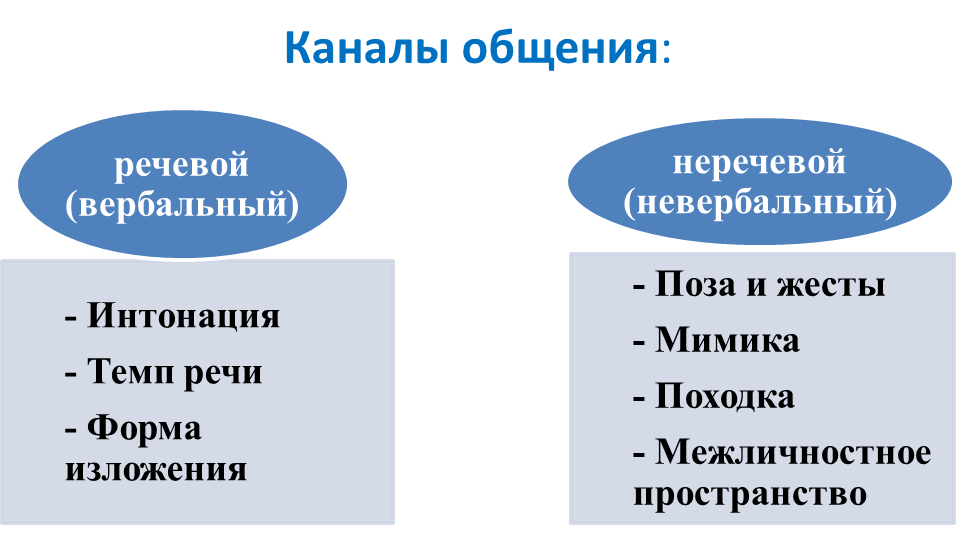 Каналы общения:
речевой
(вербальный)
- Интонация
- Темп речи
- Форма
изложения
неречевой
(невербальный)
- Поза и жесты
- Мимика
- Походка
- Межличностное
пространство